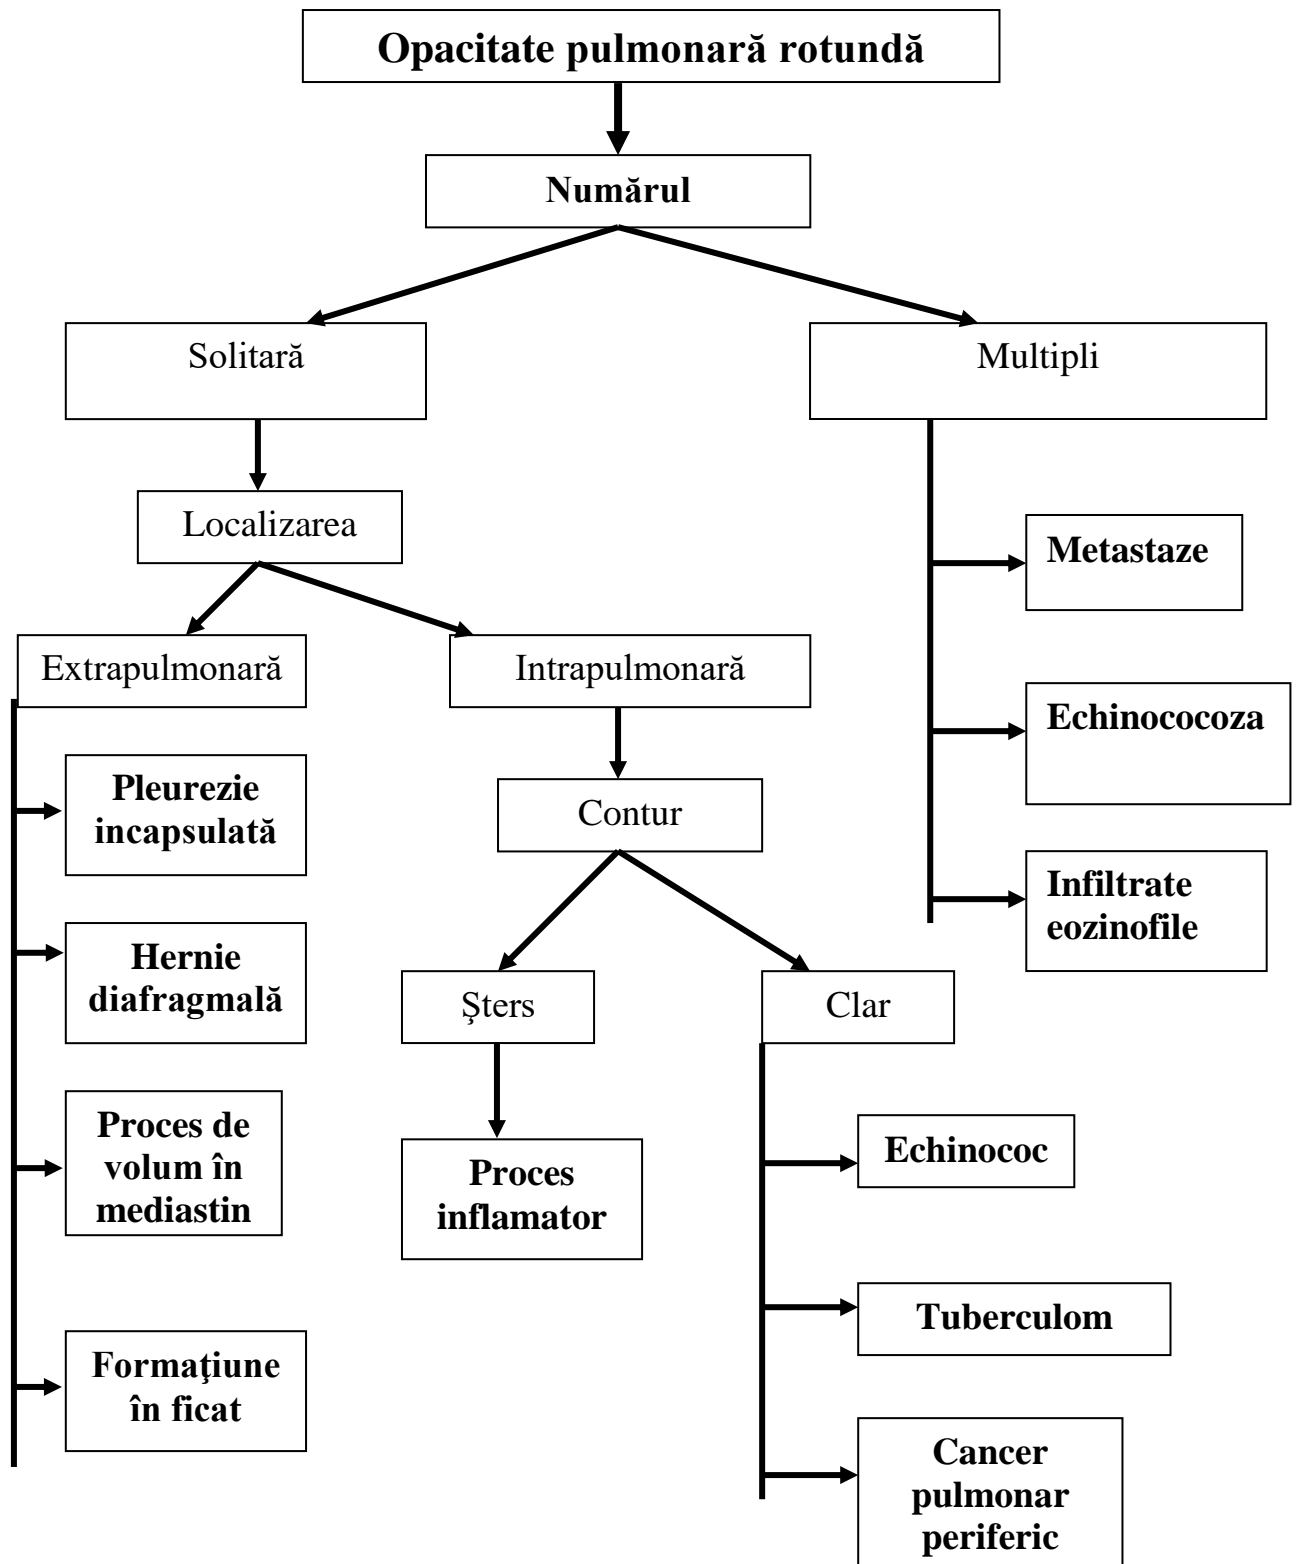 Opacitate pulmonară rotundă
Numărul
Solitară
Multipli
Localizarea
Metastaze
Extrapulmonară
Intrapulmonară
Echinococoza
Pleurezie
incapsulată
Contur
Infiltrate
eozinofile
Hernie
diafragmală
Şters
Clar
Proces de
volum în
mediastin
Proces
inflamator
Echinococ
Tuberculom
Formaţiune
în ficat
Cancer
pulmonar
periferic